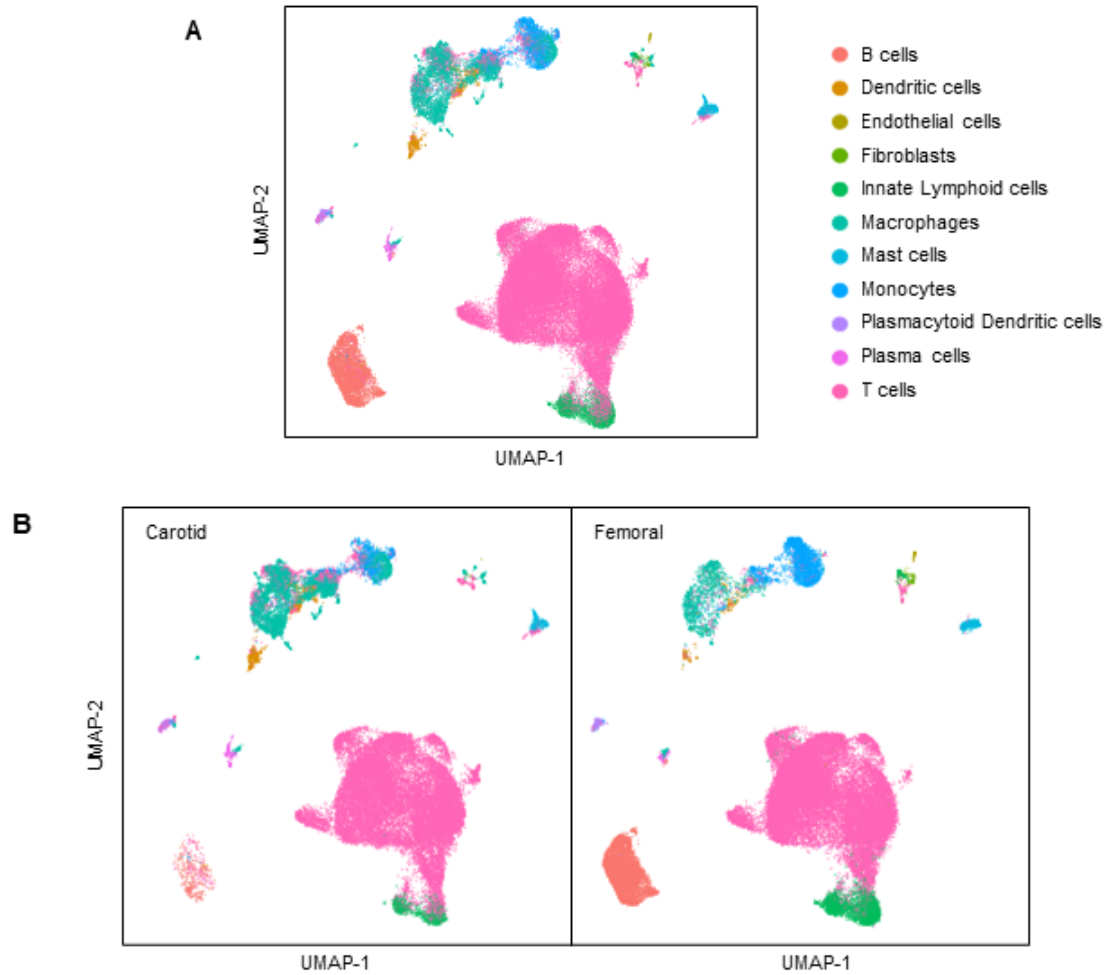 A
B cells
Dendritic cells
Endothelial cells
Fibroblasts
Innate Lymphoid cells
Macrophages
Mast cells
Monocytes
Plasmacytoid Dendritic cells
Plasma cells
T cells
UMAP-2
UMAP-1
B
Carotid
Femoral
UMAP-2
UMAP-1
UMAP-1